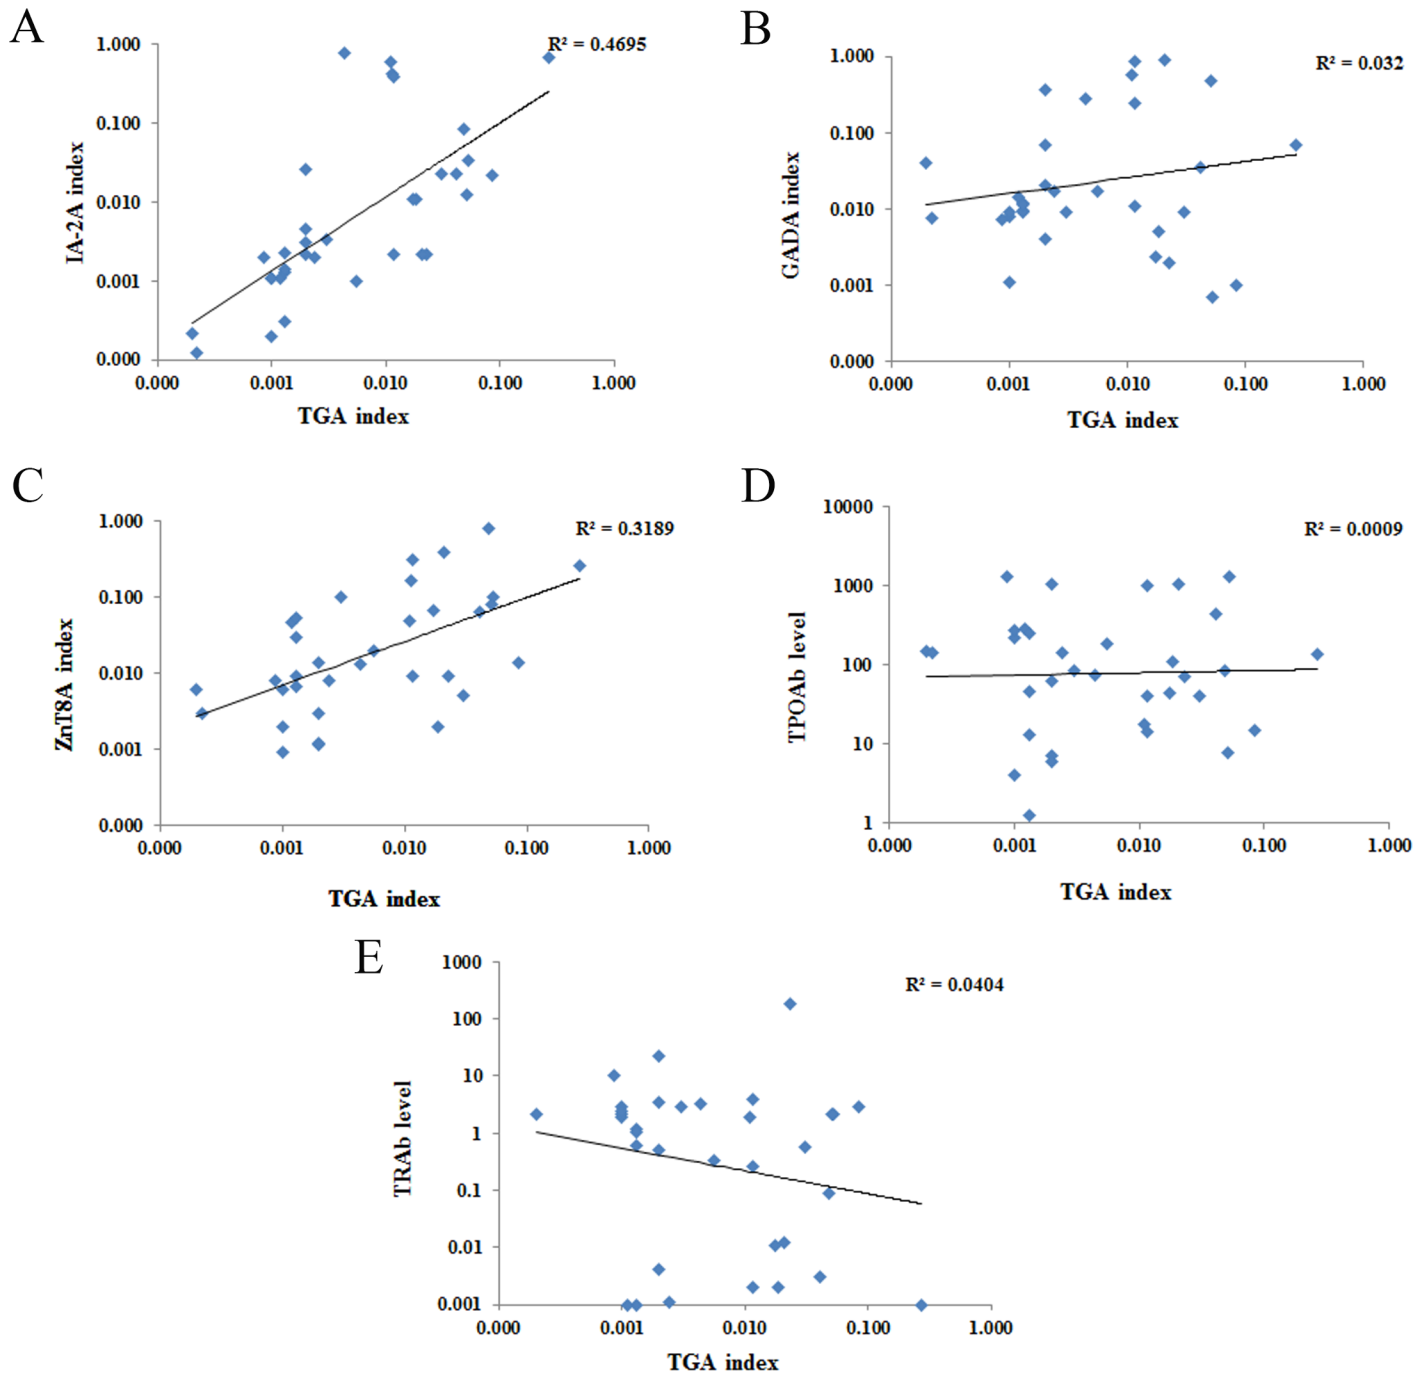 A
R² = 0.4695
1.000
0.100
0.010
0.001
0.000
IA-2A index
0.000 0.001 0.010 0.100 1.000
TGA index
B
R² = 0.032
1.000
0.100
0.010
0.001
0.000
GADA index
0.000 0.001 0.010 0.100 1.000
TGA index
C
R² = 0.3189
1.000
0.100
0.010
0.001
0.000
ZnT8A index
0.000 0.001 0.010 0.100 1.000
TGA index
D
R² = 0.0009
10000
1000
100
10
1
TPOAb level
0.000 0.001 0.010 0.100 1.000
TGA index
E
R² = 0.0404
1000
100
10
1
0.1
0.01
0.001
TRAb level
0.000 0.001 0.010 0.100 1.000
TGA index